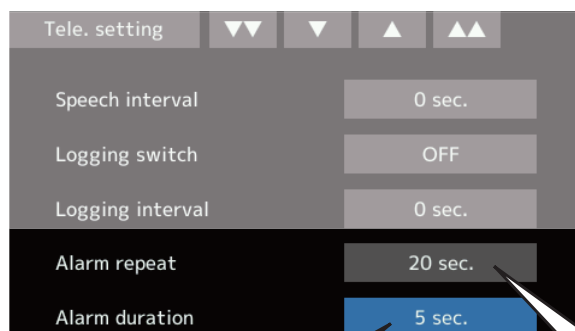 Tele. setting ▼▼ ▼ ▲ ▲▲
Speech interval 0 sec.
Logging switch OFF
Logging interval 0 sec.
Alarm repeat 20 sec.
Alarm duration 5 sec.